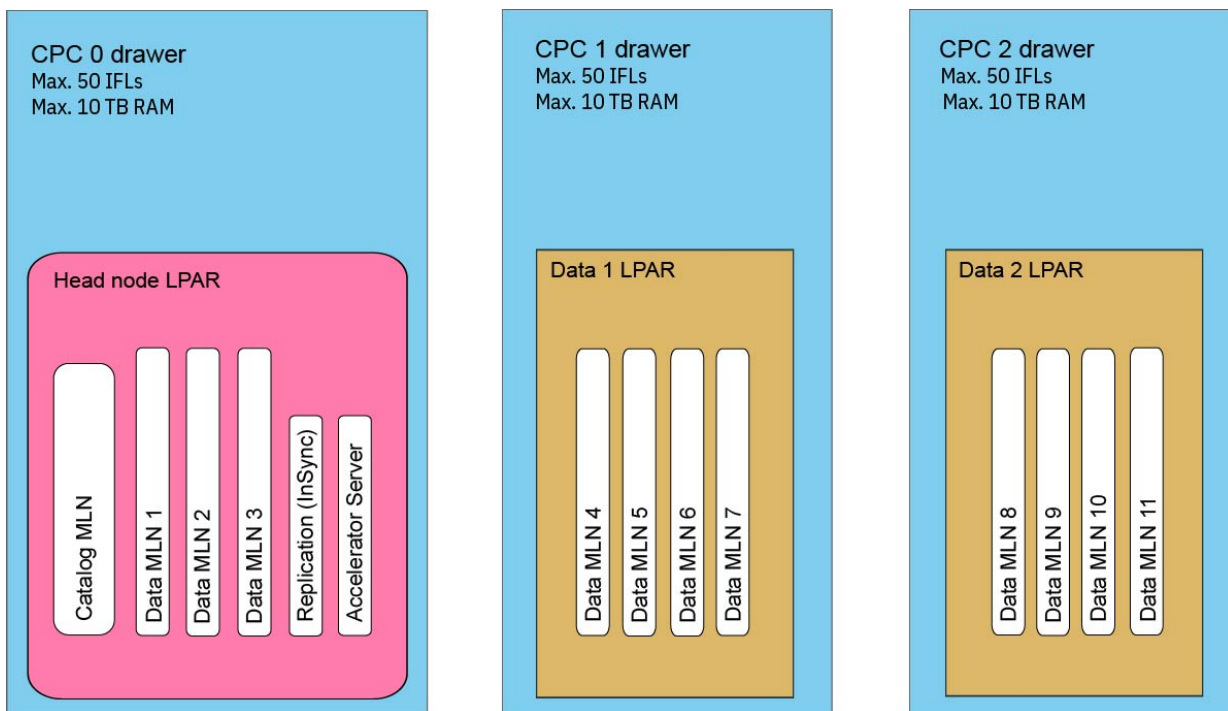 CPC 0 drawer
Max. 50 IFLs
Max. 10 TB RAM
Head node LPAR
Catalog MLN
Data MLN 1
Data MLN 2
Data MLN 3
Replication (InSync)
Accelerator Server
CPC 1 drawer
Max. 50 IFLs
Max. 10 TB RAM
Data 1 LPAR
Data MLN 4
Data MLN 5
Data MLN 6
Data MLN 7
CPC 2 drawer
Max. 50 IFLs
Max. 10 TB RAM
Data 2 LPAR
Data MLN 8
Data MLN 9
Data MLN 10
Data MLN 11